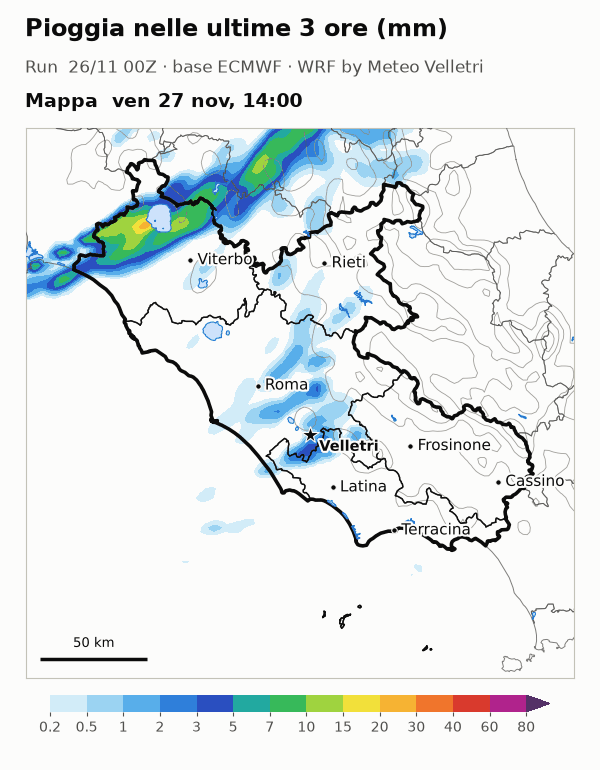 Pioggia nelle ultime 3 ore (mm)
Run  26/11 00Z · base ECMWF · WRF by Meteo Velletri
Mappa  ven 27 nov, 14:00
Viterbo
Rieti
Roma
Velletri
Frosinone
Cassino
Latina
Terracina
50 km
0.2 0.5 1 2 3 5 7 10 15 20 30 40 60 80